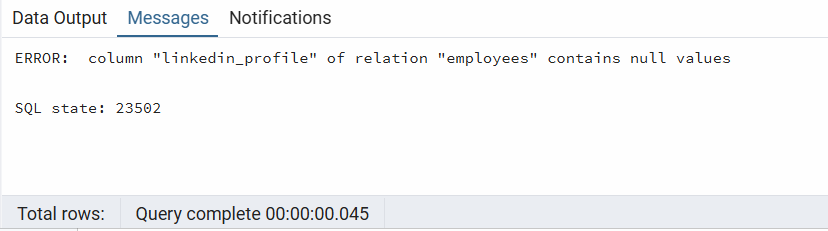 Data Output Messages Notifications
ERROR:  column "linkedin_profile" of relation "employees" contains null values
SQL state: 23502
Total rows: Query complete 00:00:00.045